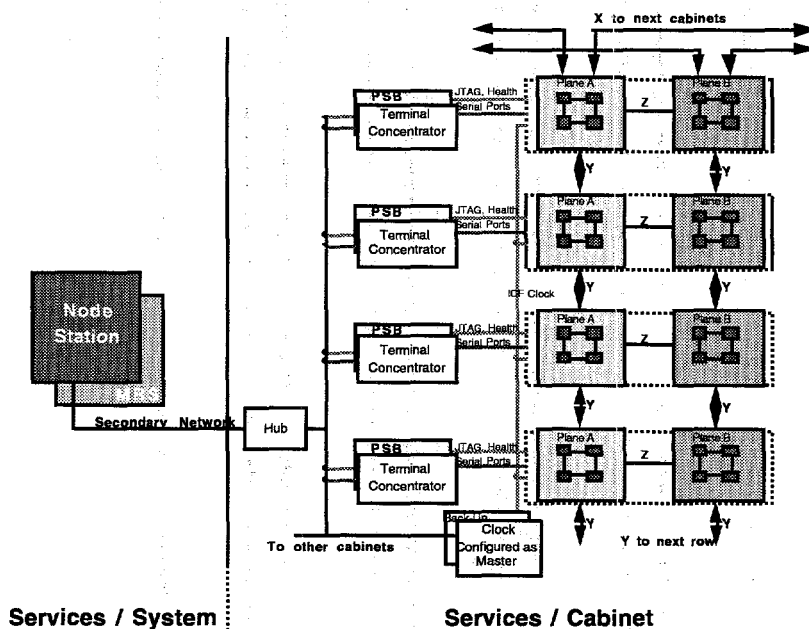 X to next cabinets
PSB
JTAG, Health
Serial Ports
Terminal
Concentrator
Plane A
Z
Plane B
Y
Y
PSB
JTAG, Health
Serial Ports
Terminal
Concentrator
Plane A
Z
Plane B
Clock
Y
Y
Node
Station
PSB
JTAG, Health
Serial Ports
Terminal
Concentrator
Plane A
Z
Plane B
Y
Y
Secondary Network
Hub
PSB
JTAG, Health
Serial Ports
Terminal
Concentrator
Plane A
Z
Plane B
Back Up
Clock
Configured as
Master
To other cabinets
Y
Y
Y to next row
Services / System
Services / Cabinet